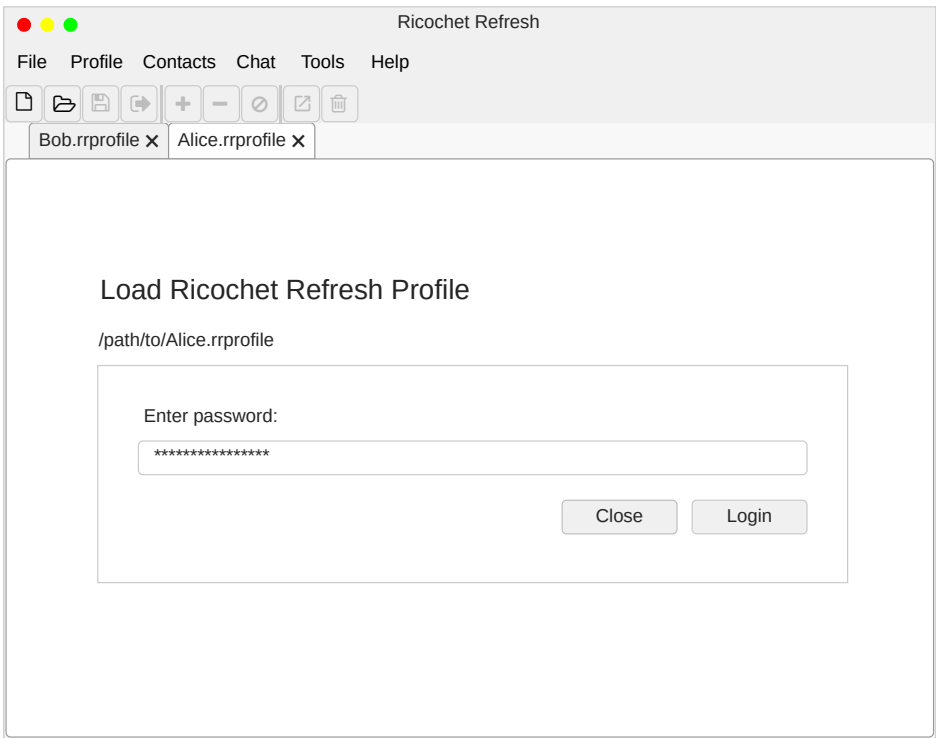 Ricochet Refresh
File Profile Contacts Chat Tools Help
Bob.rrprofile Alice.rrprofile
Load Ricochet Refresh Profile
/path/to/Alice.rrprofile
Enter password:
****************
Close Login